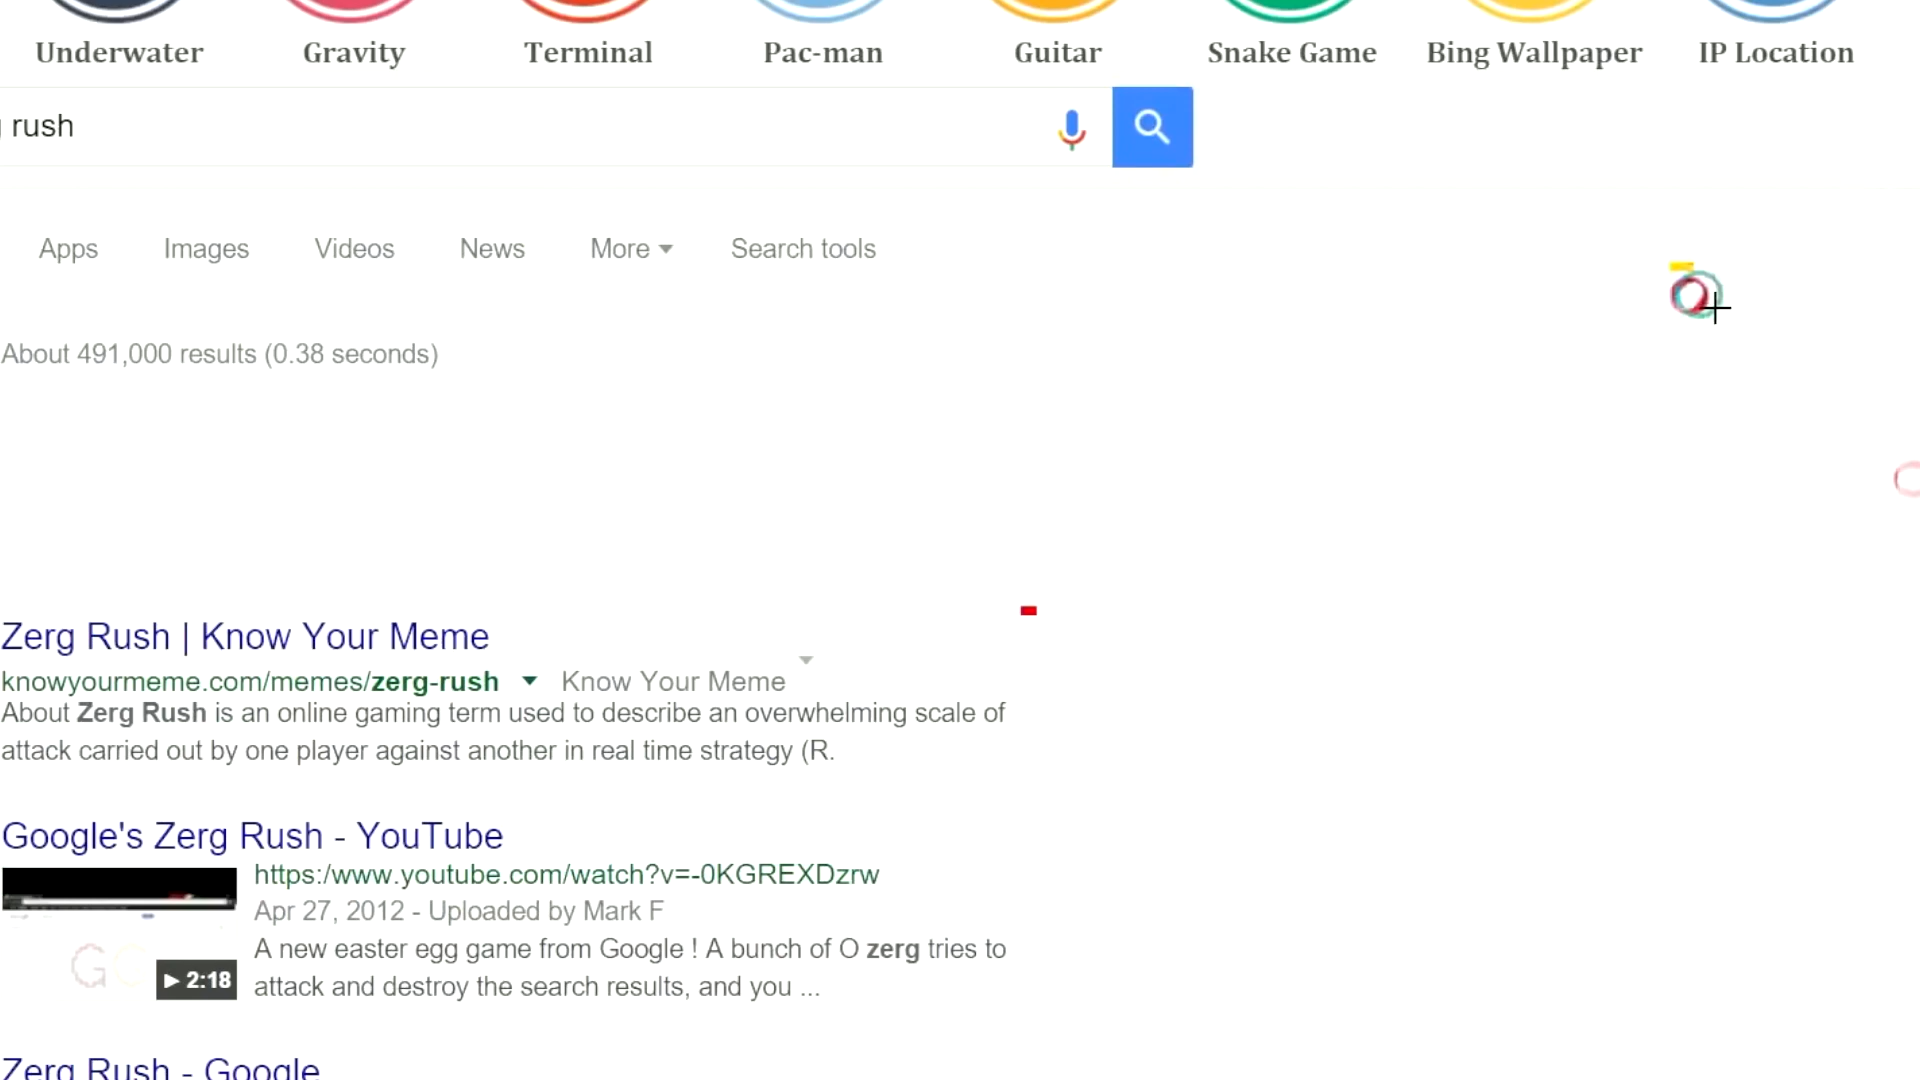 Underwater Gravity Terminal Pac-man Guitar Snake Game Bing Wallpaper IP Location
rush
Apps Images Videos News More Search tools
About 491,000 results (0.38 seconds)
Zerg Rush | Know Your Meme
knowyourmeme.com/memes/zerg-rush Know Your Meme
About Zerg Rush is an online gaming term used to describe an overwhelming scale of
attack carried out by one player against another in real time strategy (R.
Google's Zerg Rush - YouTube
https:/www.youtube.com/watch?v=-0KGREXDzrw
Apr 27, 2012 - Uploaded by Mark F
A new easter egg game from Google ! A bunch of O zerg tries to
2:18
attack and destroy the search results, and you ...
Zerg Rush - Google